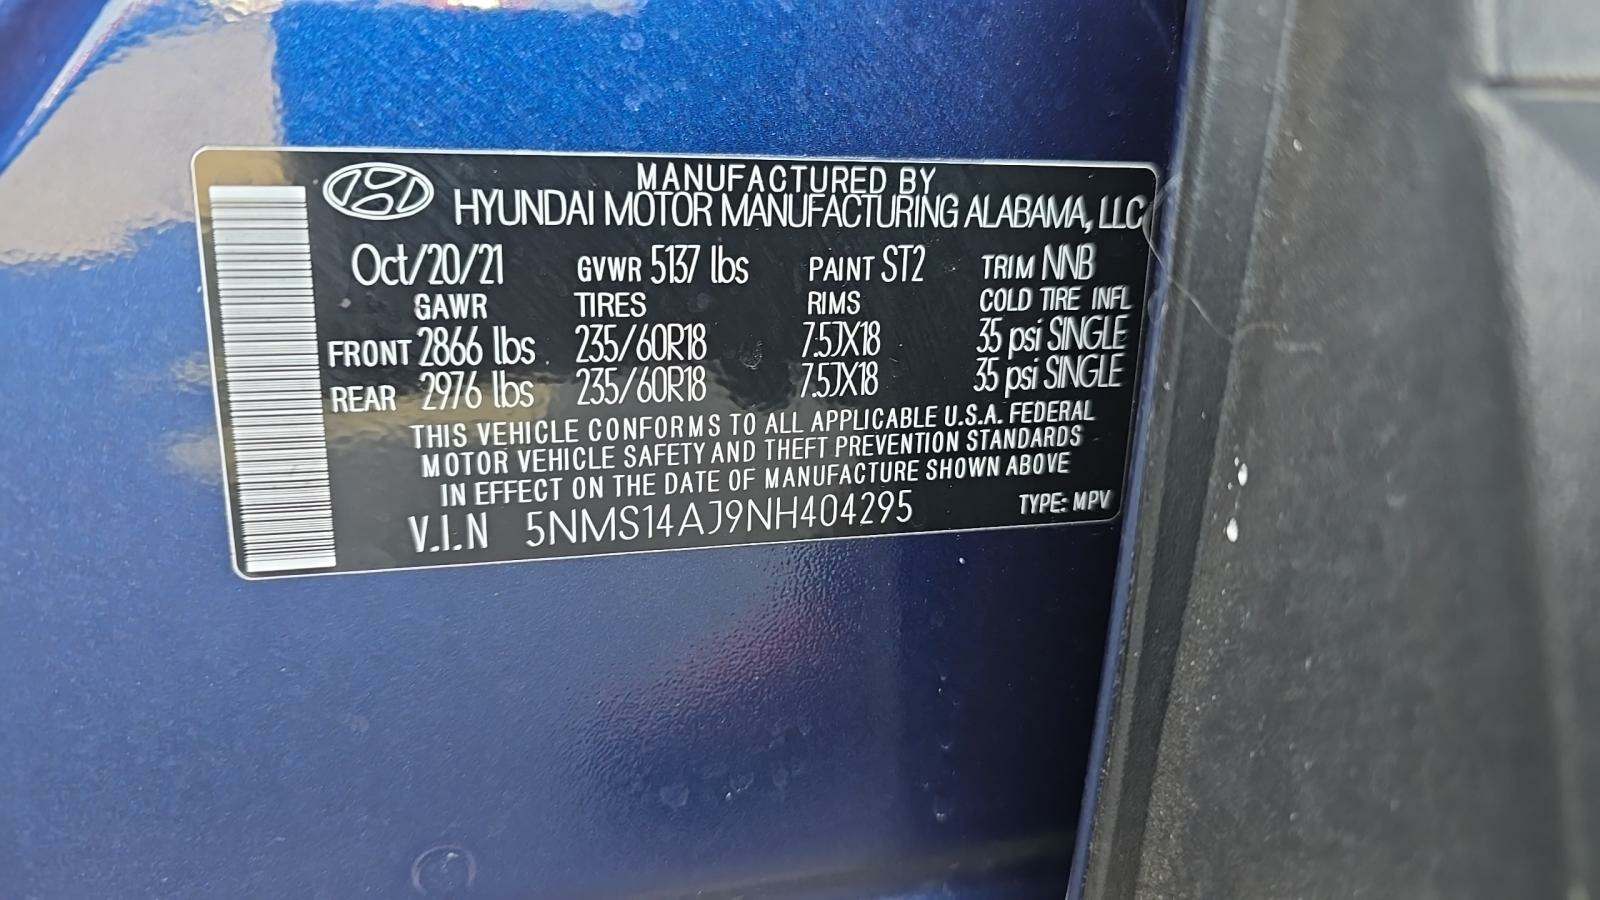 MANUFACTURED BY
HYUNDAI MOTOR MANUFACTURING ALABAMA, LLC
Oct/20/21 GVWR 5137 lbs PAINT ST2 TRIM NNB
GAWR TIRES RIMS COLD TIRE INFL
FRONT 2866 lbs 235/60R18 7.5JX18 35 psi SINGLE
REAR 2976 lbs 235/60R18 7.5JX18 35 psi SINGLE
THIS VEHICLE CONFORMS TO ALL APPLICABLE U.S.A. FEDERAL
MOTOR VEHICLE SAFETY AND THEFT PREVENTION STANDARDS
IN EFFECT ON THE DATE OF MANUFACTURE SHOWN ABOVE
V.I.N 5NMS14AJ9NH404295 TYPE: MPV